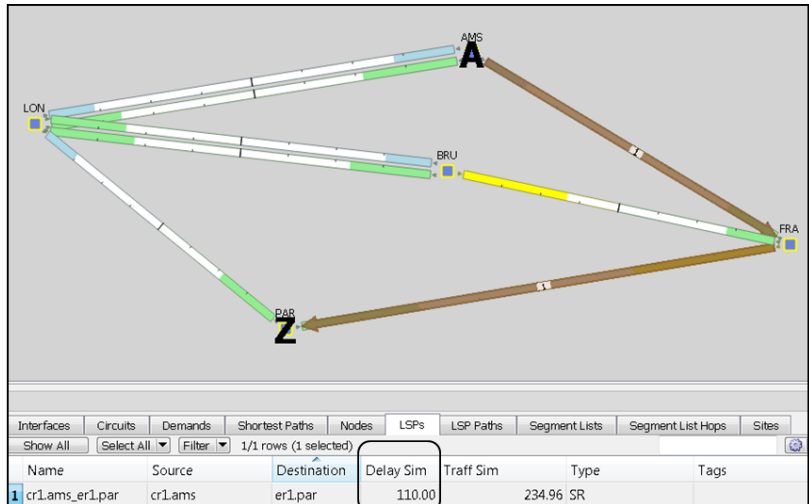 AMS
A
LON
BRU
1
FRA
1
PAR
Z
Interfaces Circuits Demands Shortest Paths Nodes LSPs LSP Paths Segment Lists Segment List Hops Sites
Show All Select All Filter 1/1 rows (1 selected)
Name Source Destination Delay Sim Traff Sim Type Tags
1 cr1.ams_er1.par cr1.ams er1.par 110.00 234.96 SR